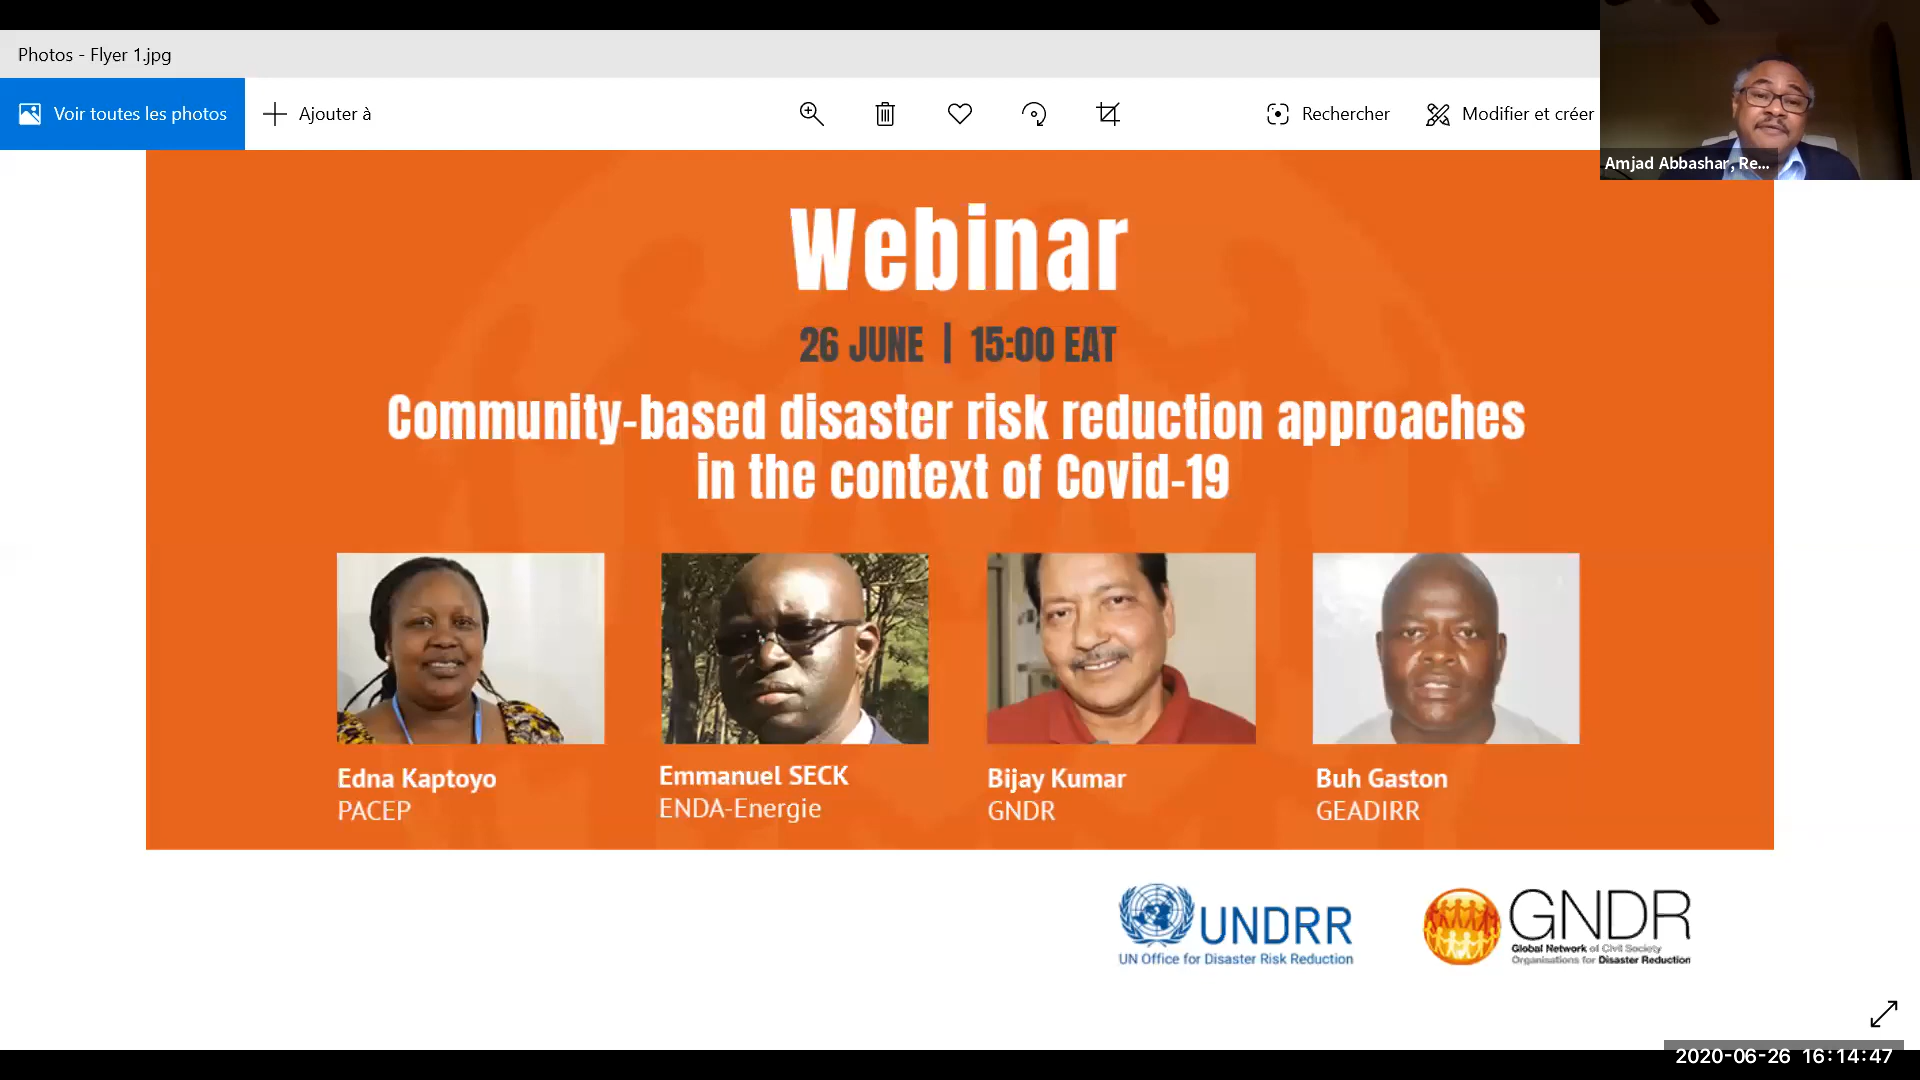 Photos - Flyer 1.jpg
Voir toutes les photos
Ajouter à
Rechercher
Modifier et créer
Amjad Abbashar, Re...
Webinar
26 JUNE | 15:00 EAT
Community-based disaster risk reduction approaches
in the context of Covid-19
Edna Kaptoyo
PACEP
Emmanuel SECK
ENDA-Energie
Bijay Kumar
GNDR
Buh Gaston
GEADIRR
UNDRR
UN Office for Disaster Risk Reduction
GNDR
Global Network of Civil Society
Organisations for Disaster Reduction
2020-06-26 16:14:47